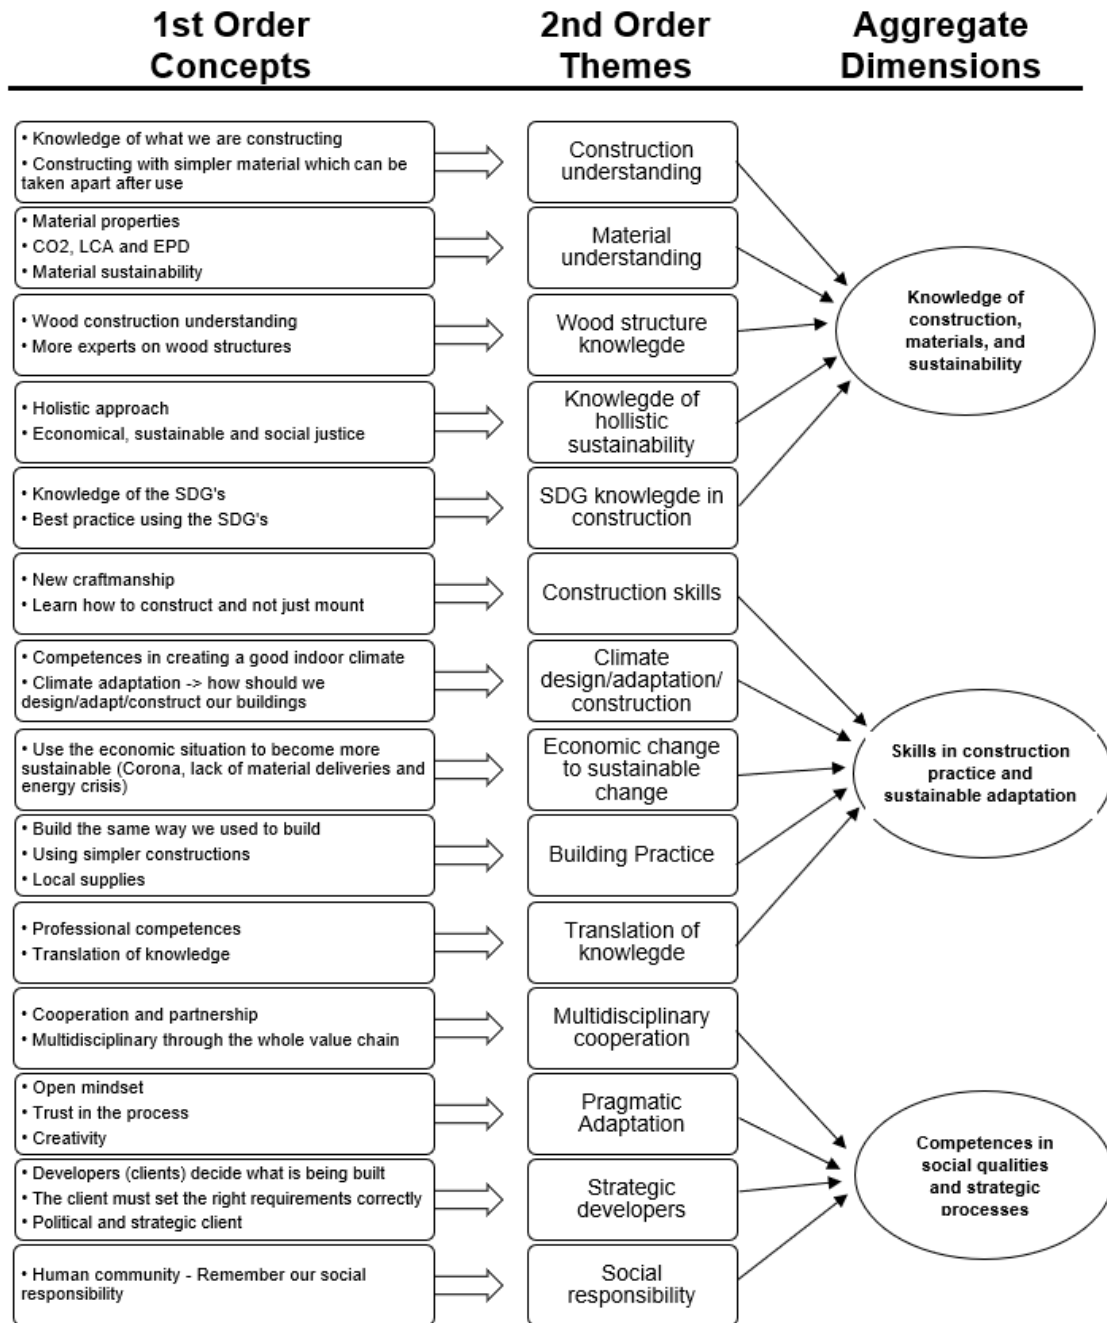 1st Order
Concepts
2nd Order
Themes
Aggregate
Dimensions
• Knowledge of what we are constructing
• Constructing with simpler material which can be
taken apart after use
Construction
understanding
• Material properties
• CO2, LCA and EPD
• Material sustainability
Material
understanding
• Wood construction understanding
• More experts on wood structures
Wood structure
knowlegde
• Holistic approach
• Economical, sustainable and social justice
Knowlegde of
hollistic
sustainability
• Knowledge of the SDG's
• Best practice using the SDG's
SDG knowlegde in
construction
Knowledge of
construction,
materials, and
sustainability
• New craftmanship
• Learn how to construct and not just mount
Construction skills
• Competences in creating a good indoor climate
• Climate adaptation -> how should we
design/adapt/construct our buildings
Climate
design/adaptation/
construction
• Use the economic situation to become more
sustainable (Corona, lack of material deliveries and
energy crisis)
Economic change
to sustainable
change
• Build the same way we used to build
• Using simpler constructions
• Local supplies
Building Practice
• Professional competences
• Translation of knowledge
Translation of
knowlegde
Skills in construction
practice and
sustainable adaptation
• Cooperation and partnership
• Multidisciplinary through the whole value chain
Multidisciplinary
cooperation
• Open mindset
• Trust in the process
• Creativity
Pragmatic
Adaptation
• Developers (clients) decide what is being built
• The client must set the right requirements correctly
• Political and strategic client
Strategic
developers
• Human community - Remember our social
responsibility
Social
responsibility
Competences in
social qualities
and strategic
processes